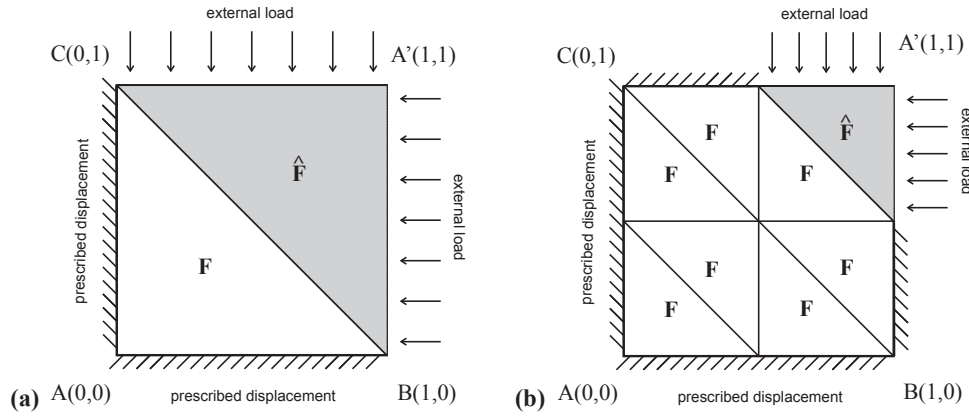 external load
C(0,1)
A'(1,1)
prescribed displacement
F̂
F
external load
(a)
A(0,0)
prescribed displacement
B(1,0)
external load
A'(1,1)
C(0,1)
prescribed displacement
F
F̂
F
F
external load
F
F
F
F
(b)
A(0,0)
prescribed displacement
B(1,0)